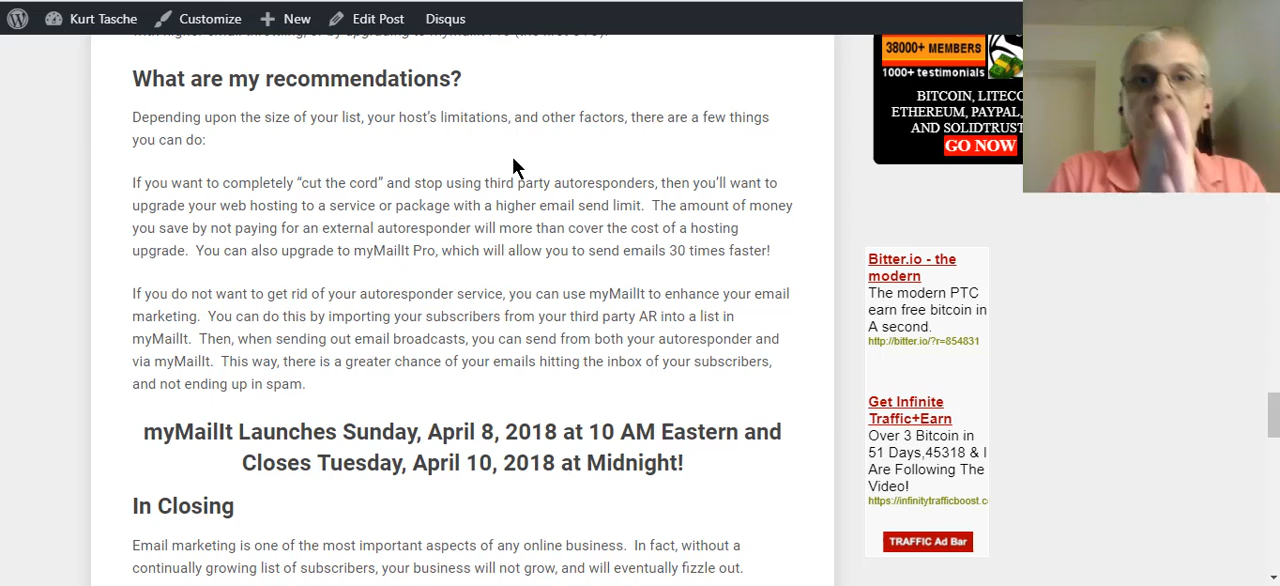 Kurt Tasche
Customize
New
Edit Post
Disqus
What are my recommendations?
Depending upon the size of your list, your host’s limitations, and other factors, there are a few things
you can do:
If you want to completely “cut the cord” and stop using third party autoresponders, then you’ll want to
upgrade your web hosting to a service or package with a higher email send limit. The amount of money
you save by not paying for an external autoresponder will more than cover the cost of a hosting
upgrade. You can also upgrade to myMailIt Pro, which will allow you to send emails 30 times faster!
If you do not want to get rid of your autoresponder service, you can use myMailIt to enhance your email
marketing. You can do this by importing your subscribers from your third party AR into a list in
myMailIt. Then, when sending out email broadcasts, you can send from both your autoresponder and
via myMailIt. This way, there is a greater chance of your emails hitting the inbox of your subscribers,
and not ending up in spam.
myMailIt Launches Sunday, April 8, 2018 at 10 AM Eastern and
Closes Tuesday, April 10, 2018 at Midnight!
In Closing
Email marketing is one of the most important aspects of any online business. In fact, without a
continually growing list of subscribers, your business will not grow, and will eventually fizzle out.
38000+ MEMBERS
1000+ testimonials
BITCOIN, LITECO
ETHEREUM, PAYPAL,
AND SOLIDTRUST
GO NOW
Bitter.io - the
modern
The modern PTC
earn free bitcoin in
A second.
http://bitter.io/?r=854831
Get Infinite
Traffic+Earn
Over 3 Bitcoin in
51 Days,45318 & I
Are Following The
Video!
https://infinitytrafficboost.c
TRAFFIC Ad Bar